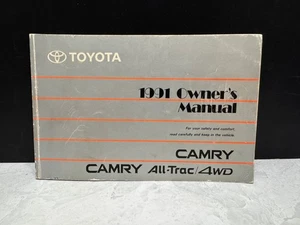 TOYOTA
1991 Owner's
Manual
For your safety and comfort,
read carefully and keep in the vehicle.
CAMRY
CAMRY All-Trac/4WD